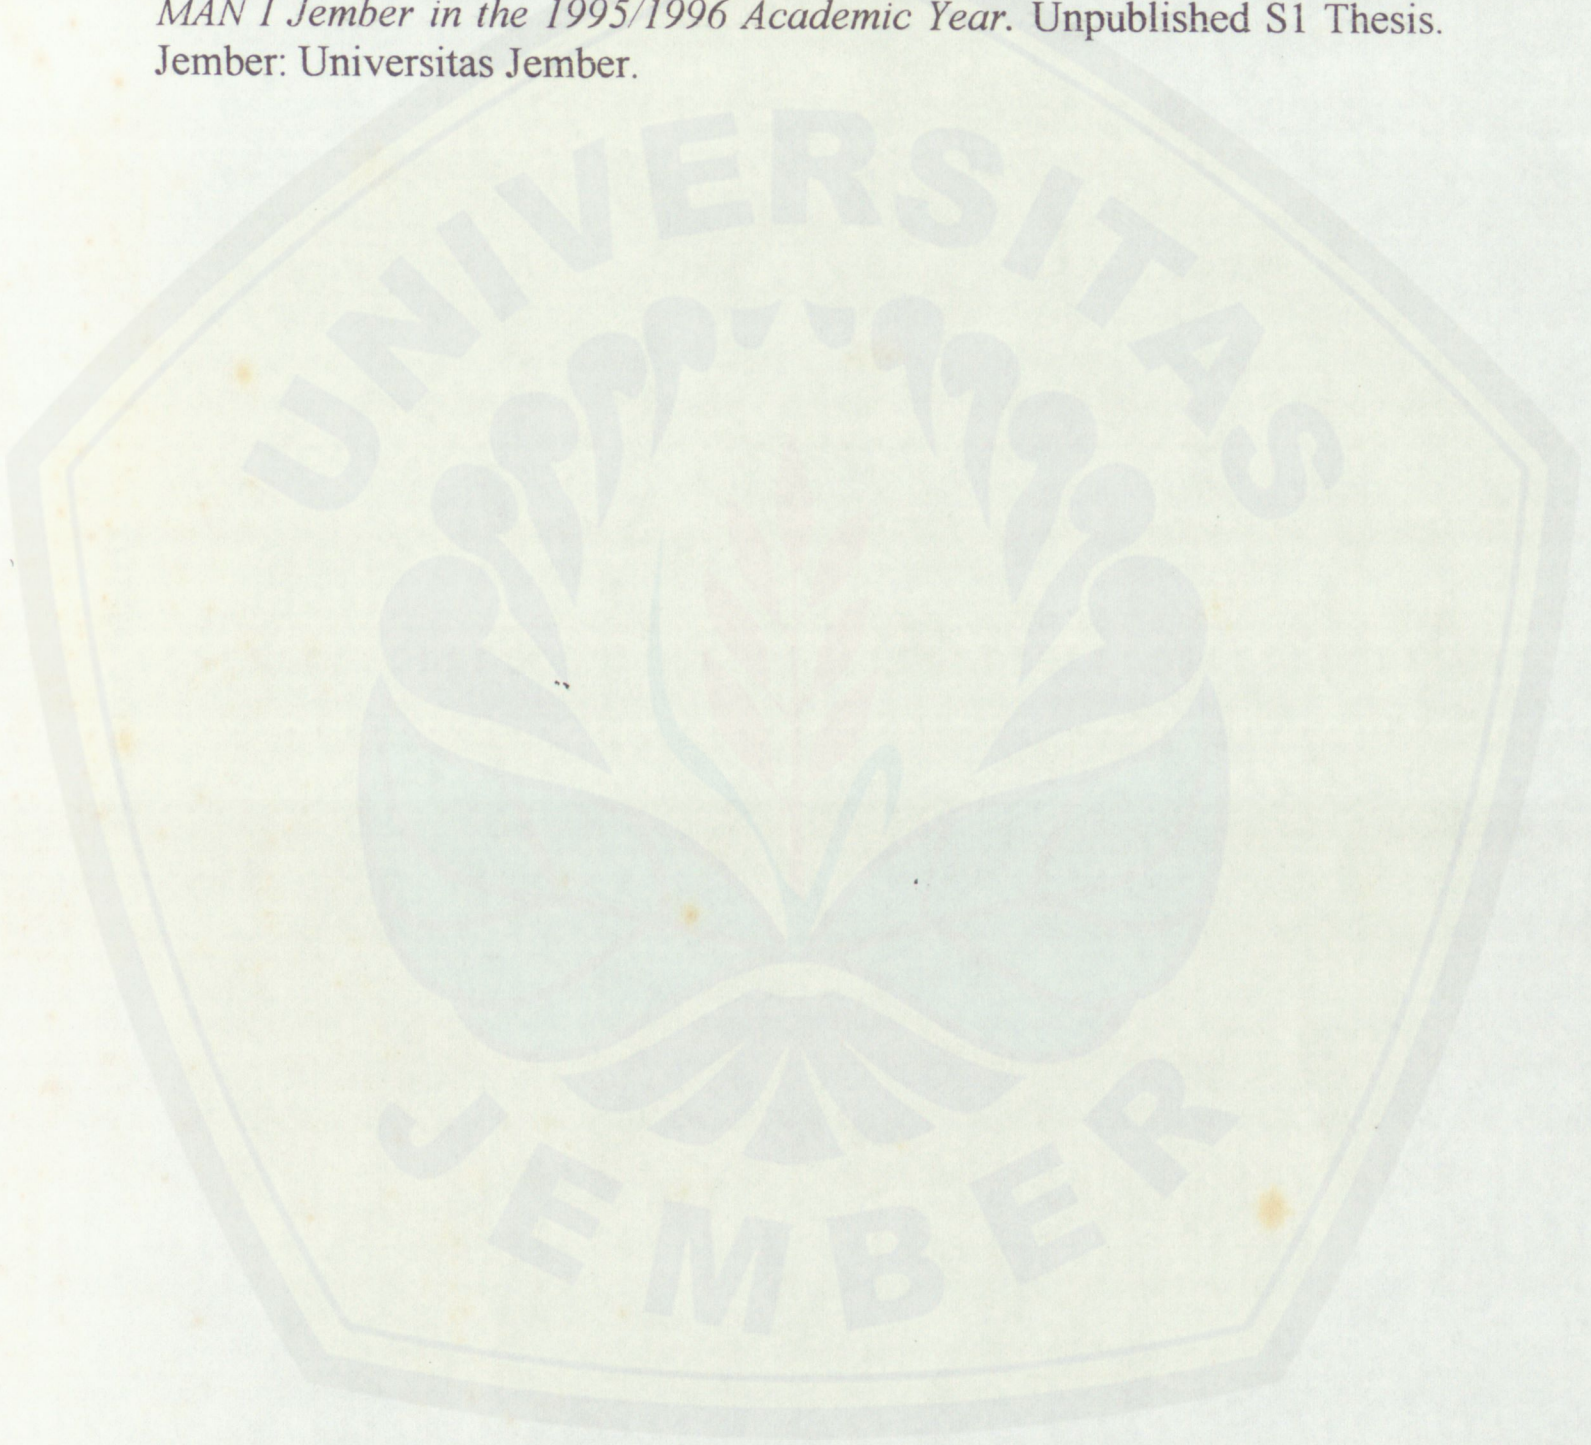 MAN I Jember in the 1995/1996 Academic Year. Unpublished S1 Thesis.
Jember: Universitas Jember.
UNIVERSITAS
JEMBER